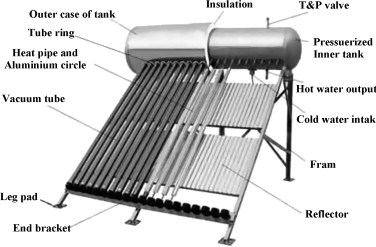 Insulation
T&P valve
Outer case of tank
Tube ring
Heat pipe and
Aluminium circle
Pressuerized
Inner tank
Hot water output
Vacuum tube
Cold water intak
Fram
Leg pad
Reflector
End bracket